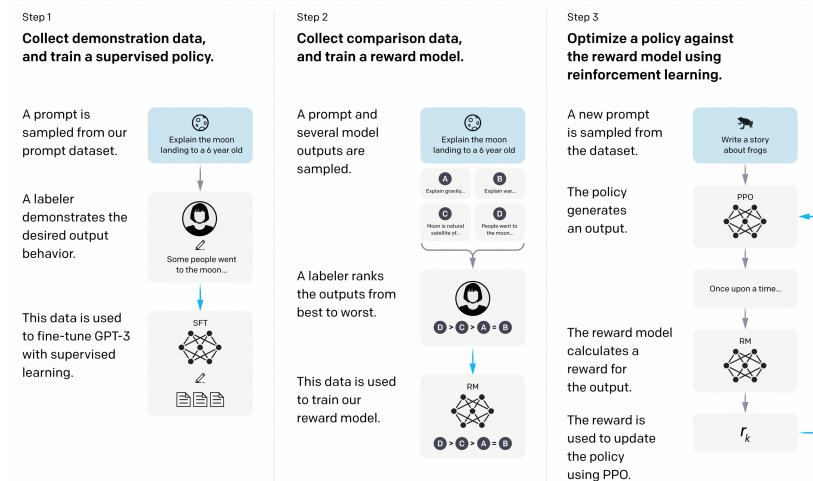 Step 1
Collect demonstration data,
and train a supervised policy.
A prompt is
sampled from our
prompt dataset.
Explain the moon
landing to a 6 year old
A labeler
demonstrates the
desired output
behavior.
Some people went
to the moon...
This data is used
to fine-tune GPT-3
with supervised
learning.
SFT
Step 2
Collect comparison data,
and train a reward model.
A prompt and
several model
outputs are
sampled.
Explain the moon
landing to a 6 year old
A
Explain gravity...
B
Explain war...
C
Moon is natural
satellite of...
D
People went to
the moon...
A labeler ranks
the outputs from
best to worst.
D > C > A = B
This data is used
to train our
reward model.
RM
D > C > A = B
Step 3
Optimize a policy against
the reward model using
reinforcement learning.
A new prompt
is sampled from
the dataset.
Write a story
about frogs
The policy
generates
an output.
PPO
Once upon a time...
The reward model
calculates a
reward for
the output.
RM
The reward is
used to update
the policy
using PPO.
rₖ